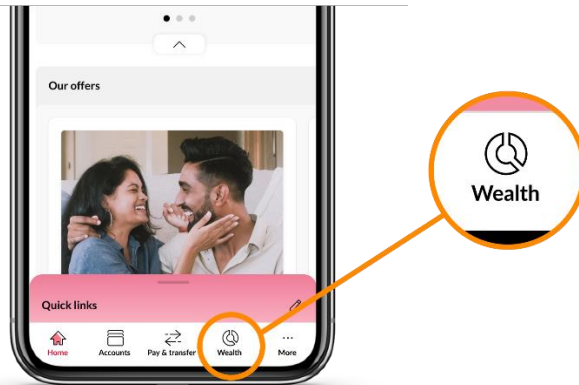 Our offers
Quick links
Home Accounts Pay & transfer Wealth More
Wealth